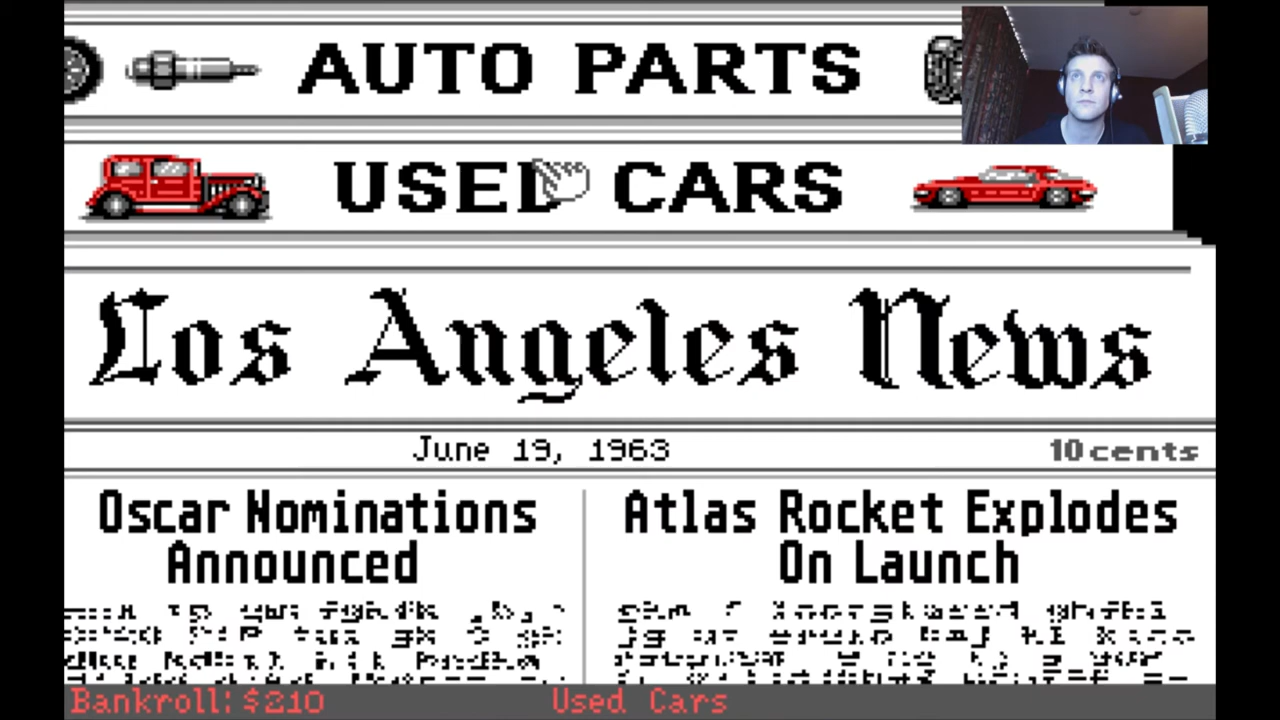 AUTO PARTS
USED CARS
Los Angeles News
June 19, 1963
10 cents
Oscar Nominations
Announced
Atlas Rocket Explodes
On Launch
Bankroll: $210
Used Cars